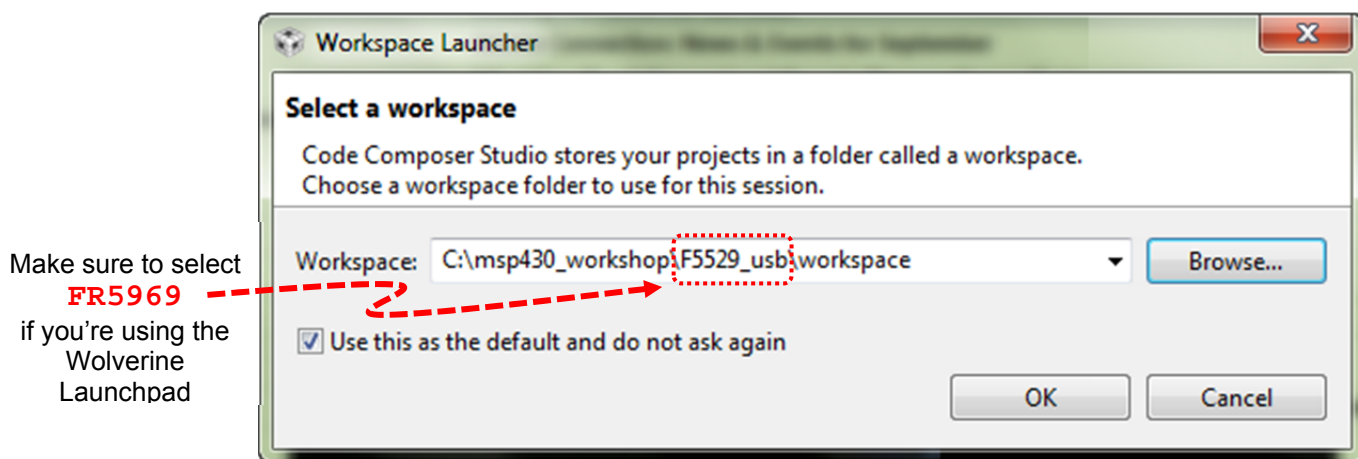 Workspace Launcher
Select a workspace
Code Composer Studio stores your projects in a folder called a workspace.
Choose a workspace folder to use for this session.
Make sure to select
FR5969
if you're using the
Wolverine
Launchpad
Workspace: C:\msp430_workshop\F5529_usb\workspace Browse...
Use this as the default and do not ask again
OK Cancel